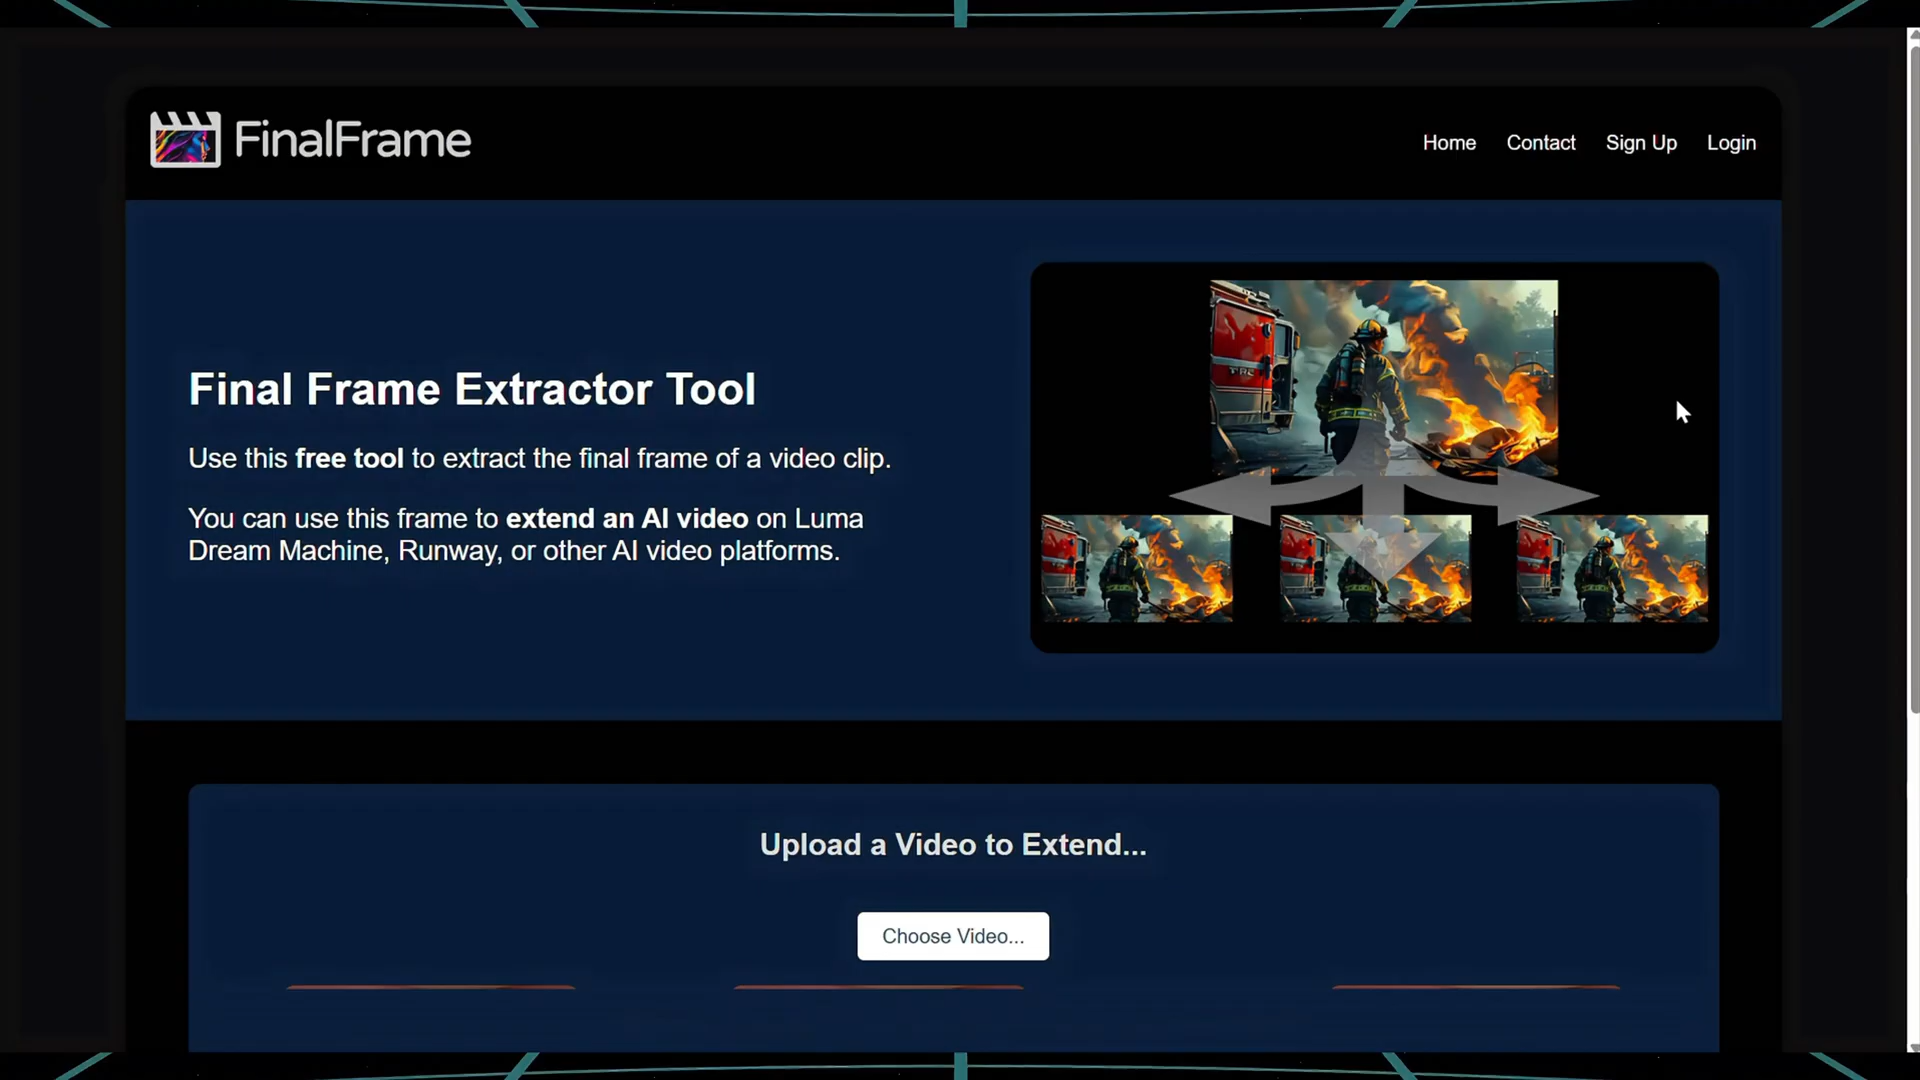 FinalFrame
Home
Contact
Sign Up
Login
Final Frame Extractor Tool
Use this free tool to extract the final frame of a video clip.
You can use this frame to extend an AI video on Luma
Dream Machine, Runway, or other AI video platforms.
Upload a Video to Extend...
Choose Video...